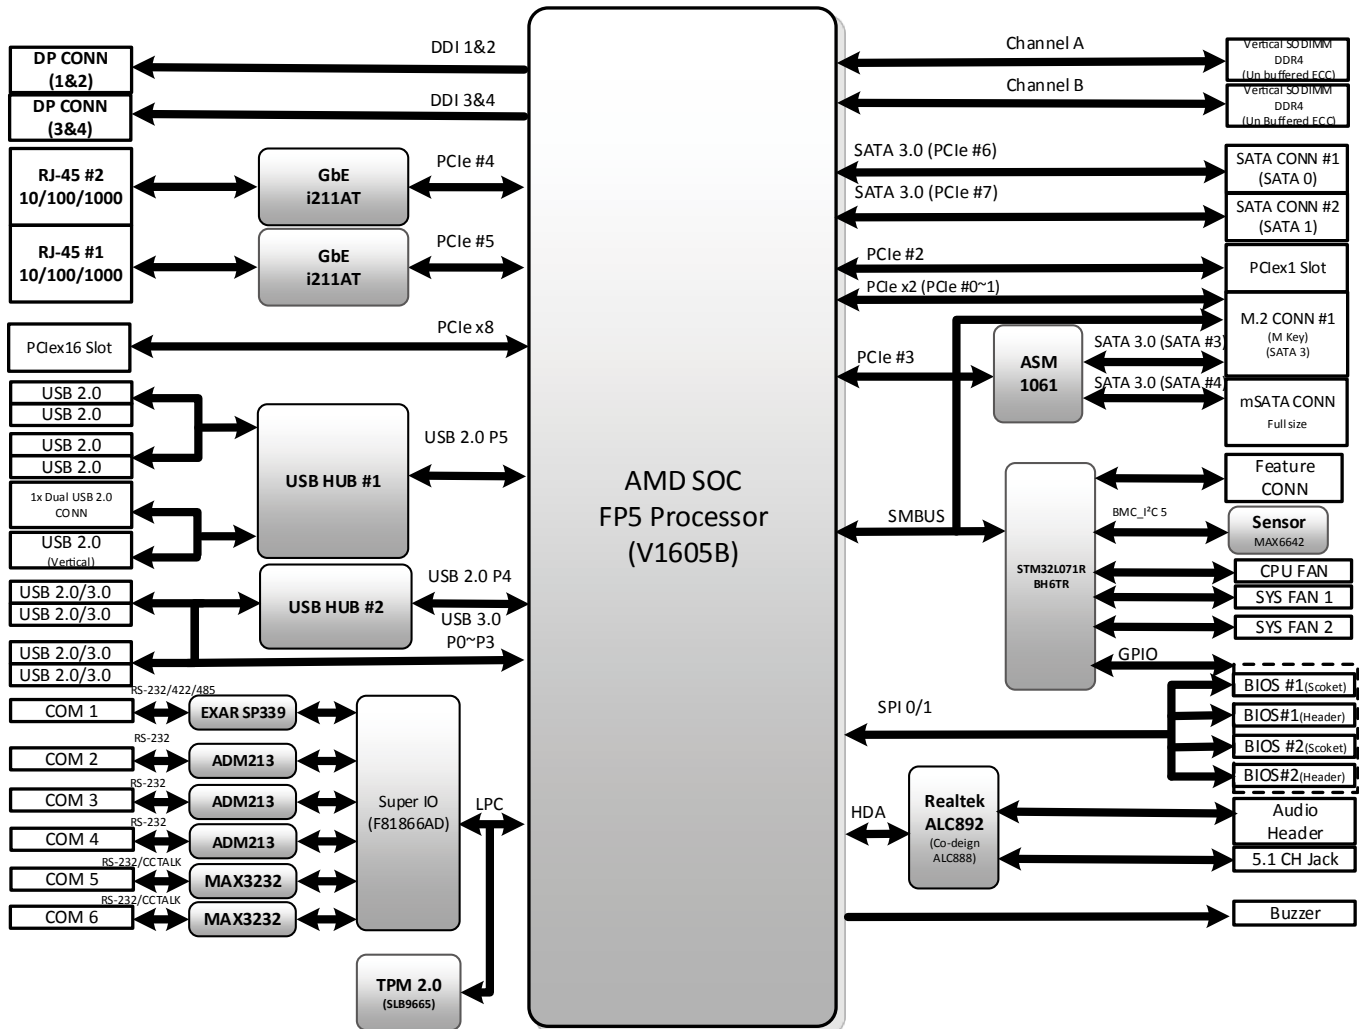 DP CONN
(1&2)
DDI 1&2
DP CONN
(3&4)
DDI 3&4
RJ-45 #2
10/100/1000
GbE
i211AT
PCIe #4
RJ-45 #1
10/100/1000
GbE
i211AT
PCIe #5
PCIex16 Slot
PCIe x8
USB 2.0
USB 2.0
USB 2.0
USB 2.0
1x Dual USB 2.0
CONN
USB 2.0
(Vertical)
USB HUB #1
USB 2.0 P5
USB 2.0/3.0
USB 2.0/3.0
USB 2.0/3.0
USB 2.0/3.0
USB HUB #2
USB 2.0 P4
USB 3.0
P0~P3
COM 1
RS-232/422/485
EXAR SP339
COM 2
RS-232
ADM213
COM 3
RS-232
ADM213
COM 4
RS-232
ADM213
COM 5
RS-232/CCTALK
MAX3232
COM 6
RS-232/CCTALK
MAX3232
Super IO
(F81866AD)
LPC
TPM 2.0
(SLB9665)
AMD SOC
FP5 Processor
(V1605B)
Channel A
Vertical SODIMM
DDR4
(Un buffered ECC)
Channel B
Vertical SODIMM
DDR4
(Un Buffered ECC)
SATA 3.0 (PCIe #6)
SATA CONN #1
(SATA 0)
SATA 3.0 (PCIe #7)
SATA CONN #2
(SATA 1)
PCIe #2
PCIex1 Slot
PCIe x2 (PCIe #0~1)
M.2 CONN #1
(M Key)
(SATA 3)
PCIe #3
ASM
1061
SATA 3.0 (SATA #3)
SATA 3.0 (SATA #4)
mSATA CONN
Full size
SMBUS
STM32L071R
BH6TR
Feature
CONN
BMC_I²C 5
Sensor
MAX6642
CPU FAN
SYS FAN 1
SYS FAN 2
GPIO
SPI 0/1
BIOS #1(Scoket)
BIOS#1(Header)
BIOS #2(Scoket)
BIOS#2(Header)
HDA
Realtek
ALC892
(Co-deign
ALC888)
Audio
Header
5.1 CH Jack
Buzzer